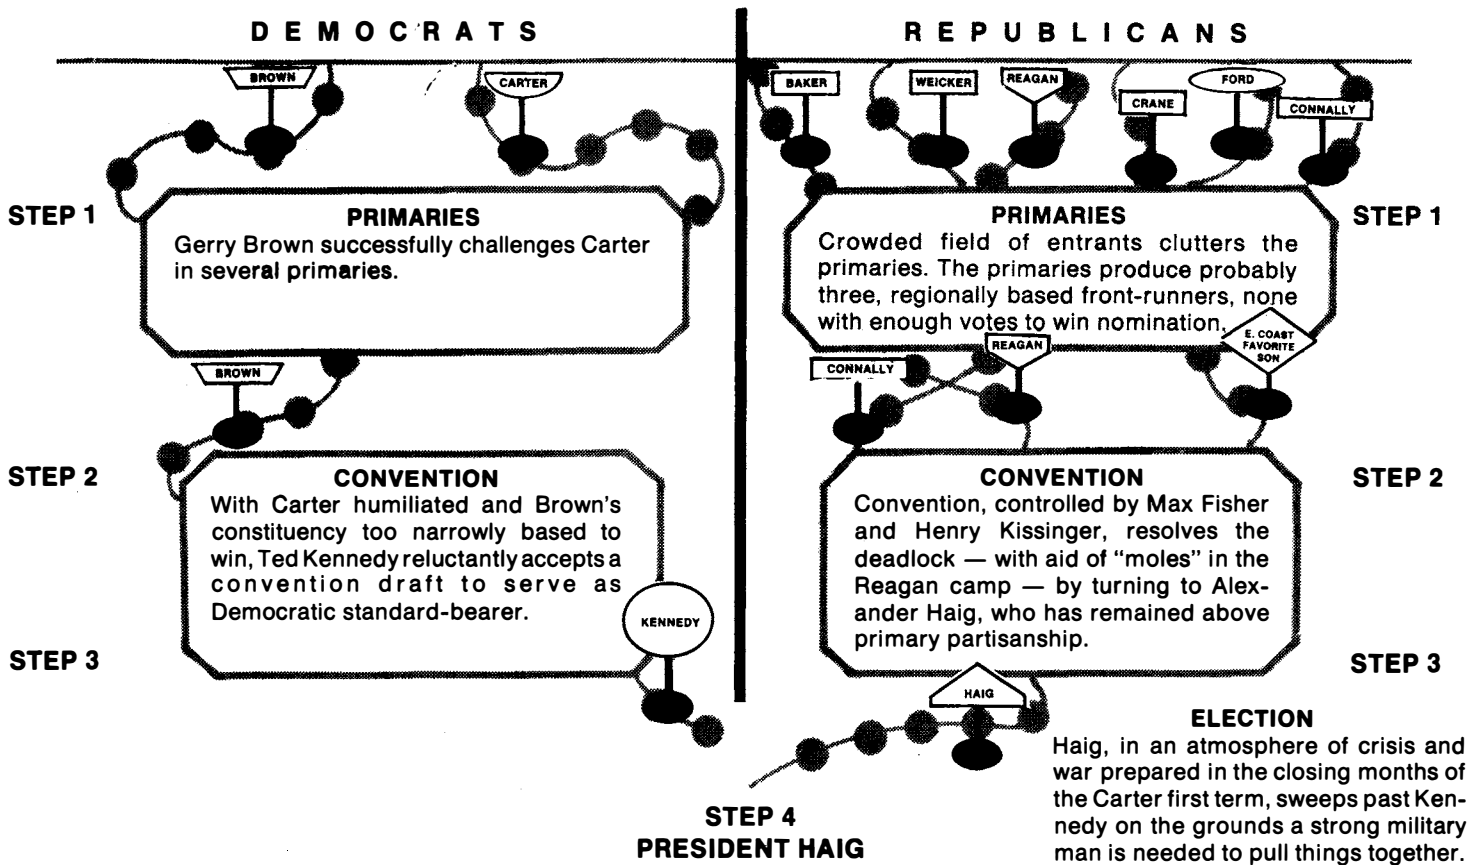 DEMOCRATS
BROWN
CARTER
STEP 1
PRIMARIES
Gerry Brown successfully challenges Carter
in several primaries.
BROWN
STEP 2
CONVENTION
With Carter humiliated and Brown's
constituency too narrowly based to
win, Ted Kennedy reluctantly accepts a
convention draft to serve as
Democratic standard-bearer.
KENNEDY
STEP 3
REPUBLICANS
BAKER
WEICKER
REAGAN
CRANE
FORD
CONNALLY
PRIMARIES
STEP 1
Crowded field of entrants clutters the
primaries. The primaries produce probably
three, regionally based front-runners, none
with enough votes to win nomination.
CONNALLY
REAGAN
E. COAST
FAVORITE
SON
CONVENTION
STEP 2
Convention, controlled by Max Fisher
and Henry Kissinger, resolves the
deadlock — with aid of "moles" in the
Reagan camp — by turning to Alex-
ander Haig, who has remained above
primary partisanship.
STEP 3
HAIG
ELECTION
Haig, in an atmosphere of crisis and
war prepared in the closing months of
the Carter first term, sweeps past Ken-
nedy on the grounds a strong military
man is needed to pull things together.
STEP 4
PRESIDENT HAIG